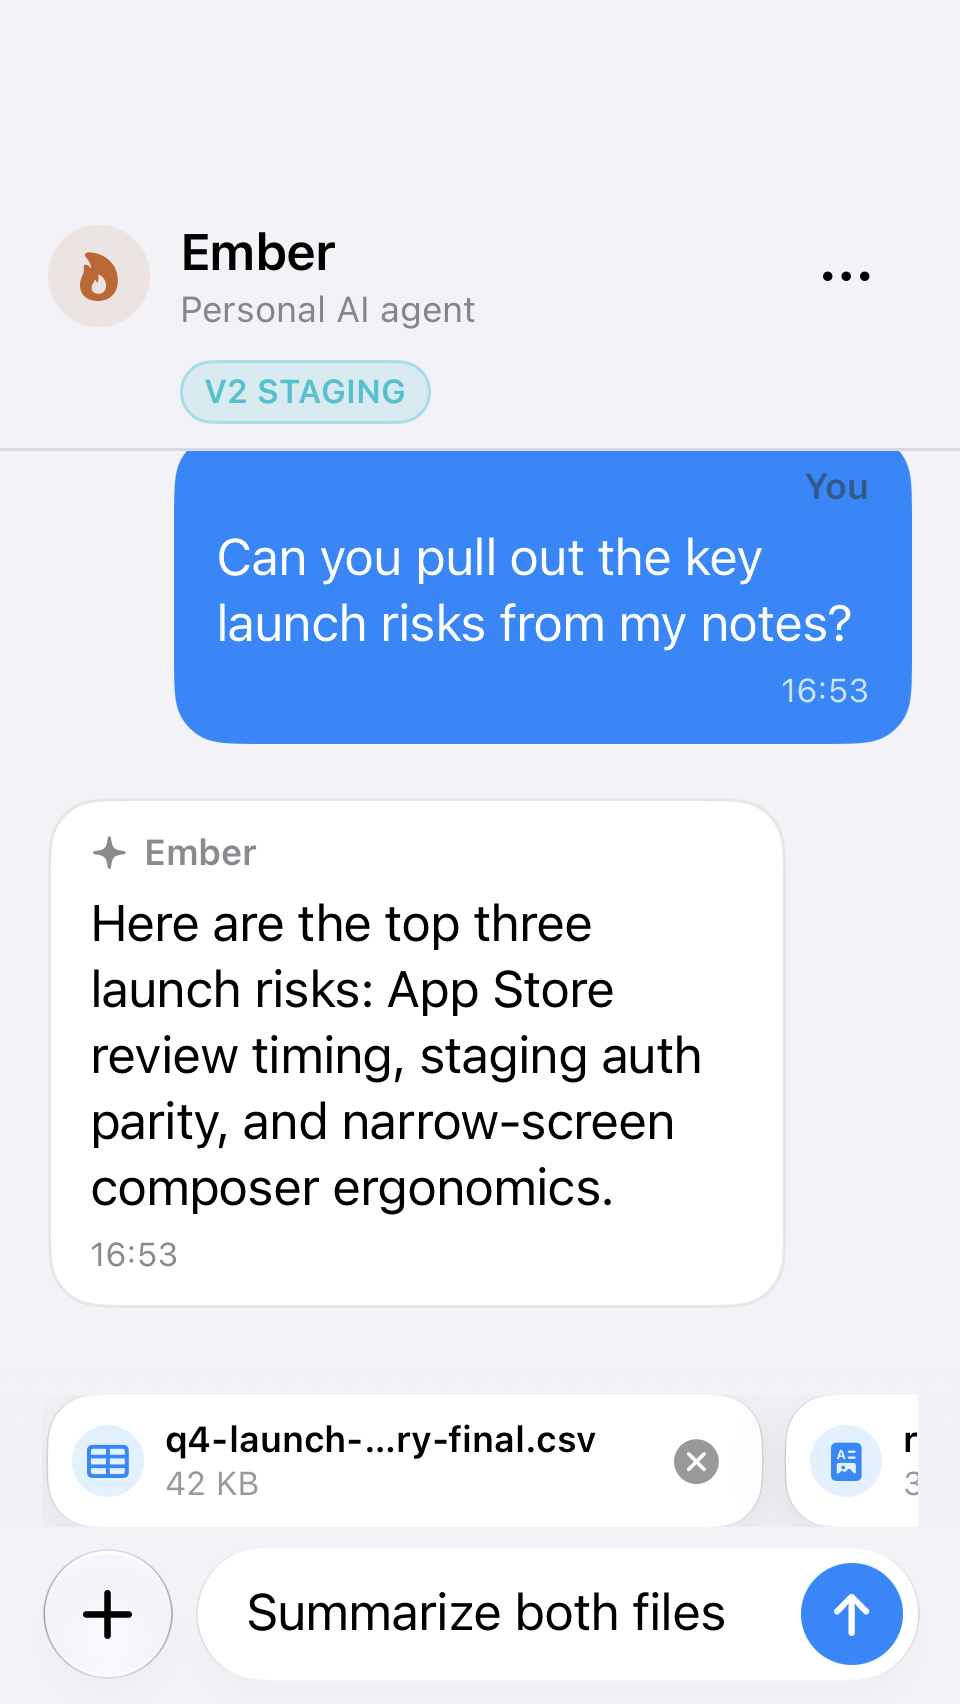 Ember
Personal AI agent
V2 STAGING
You
Can you pull out the key
launch risks from my notes?
16:53
Ember
Here are the top three
launch risks: App Store
review timing, staging auth
parity, and narrow-screen
composer ergonomics.
16:53
q4-launch-...ry-final.csv
42 KB
Summarize both files